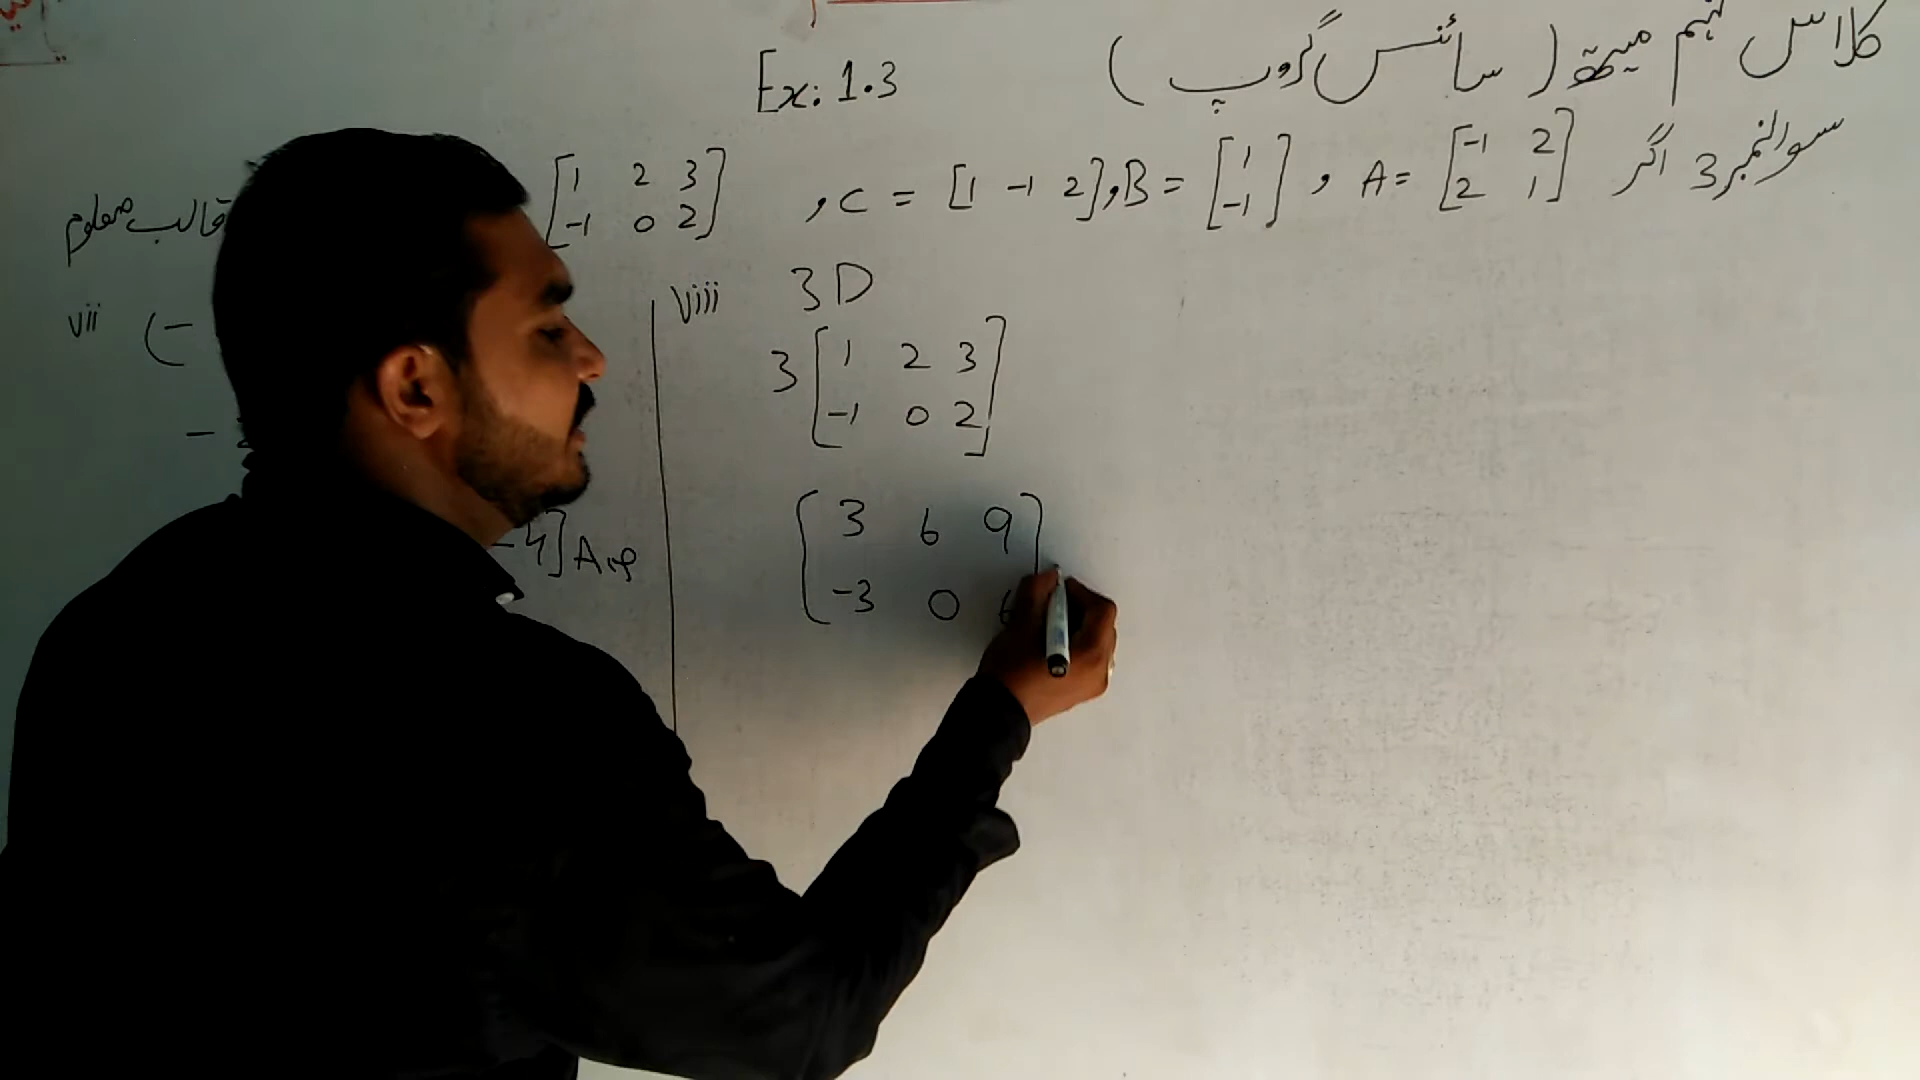 کلاس نہم میتھ (سائنس گروپ)
Ex: 1.3
سوالنمبر 3 اگر A = [-1 2
2 1] , B = [1
-1] , C = [1 -1 2] , [1 2 3
-1 0 2] قالب معلوم
vii (-
-
-4] Ans
viii 3D
3 [1 2 3
-1 0 2]
[3 6 9
-3 0 6